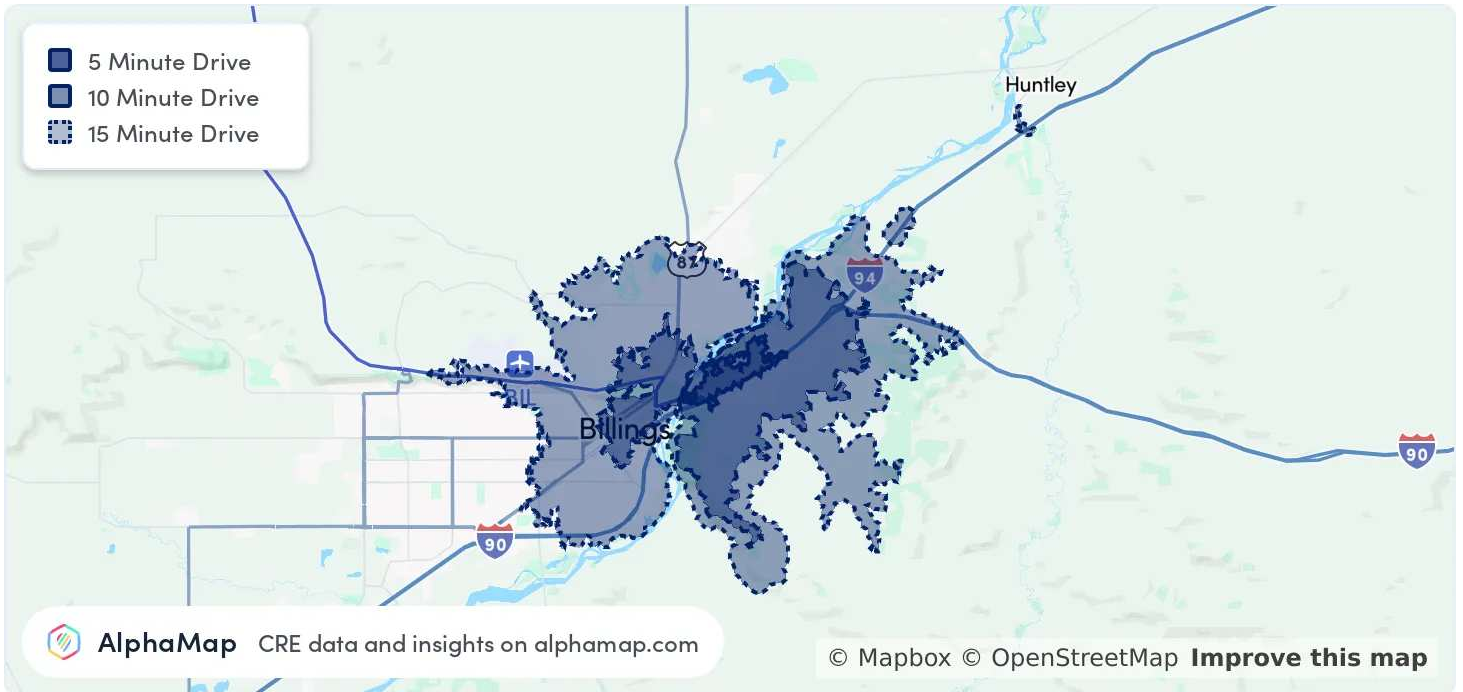 5 Minute Drive
10 Minute Drive
15 Minute Drive
Huntley
87
94
BIL
Billings
90
90
AlphaMap CRE data and insights on alphamap.com
© Mapbox © OpenStreetMap Improve this map